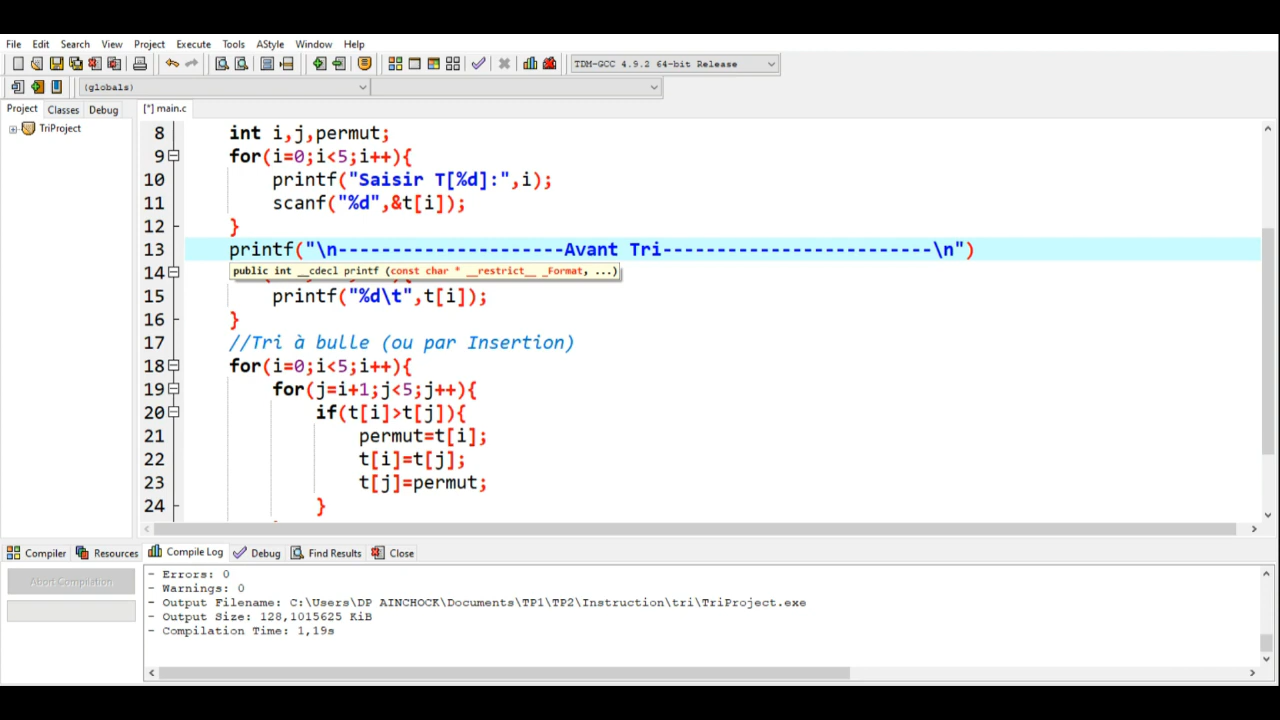 File Edit Search View Project Execute Tools AStyle Window Help
TDM-GCC 4.9.2 64-bit Release
(globals)
Project Classes Debug
[*] main.c
TriProject
8 int i,j,permut;
9 for(i=0;i<5;i++){
10 printf("Saisir T[%d]:",i);
11 scanf("%d",&t[i]);
12 }
13 printf("\n---------------------Avant Tri-------------------------\n")
public int __cdecl printf (const char * __restrict__ _Format, ...)
14
15 printf("%d\t",t[i]);
16 }
17 //Tri à bulle (ou par Insertion)
18 for(i=0;i<5;i++){
19 for(j=i+1;j<5;j++){
20 if(t[i]>t[j]){
21 permut=t[i];
22 t[i]=t[j];
23 t[j]=permut;
24 }
Compiler Resources Compile Log Debug Find Results Close
Abort Compilation
- Errors: 0
- Warnings: 0
- Output Filename: C:\Users\DP AINCHOCK\Documents\TP1\TP2\Instruction\tri\TriProject.exe
- Output Size: 128,1015625 KiB
- Compilation Time: 1,19s